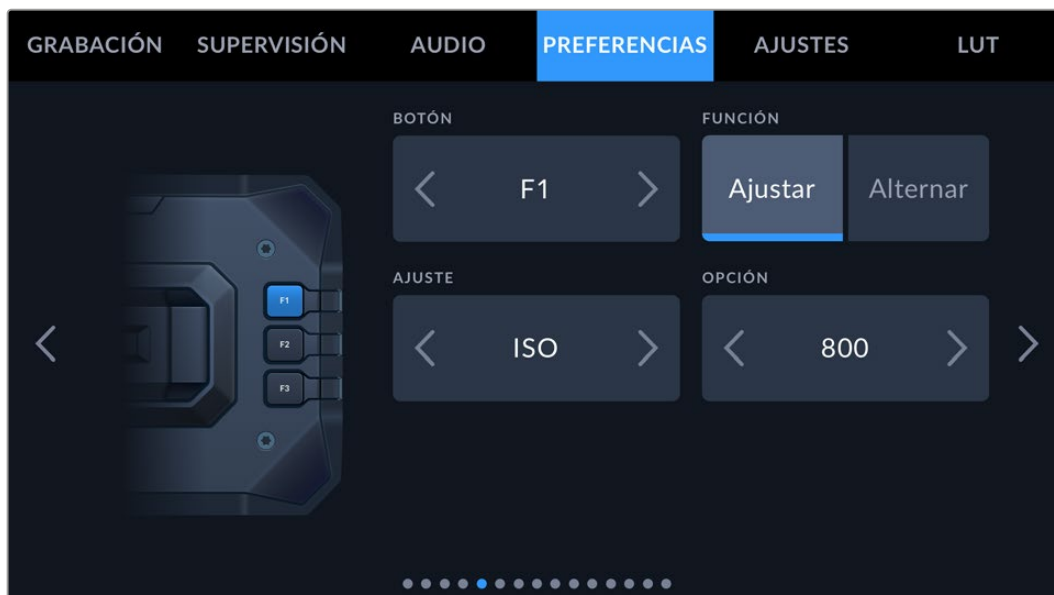 GRABACIÓN SUPERVISIÓN AUDIO PREFERENCIAS AJUSTES LUT
BOTÓN FUNCIÓN
F1 Ajustar Alternar
F1
AJUSTE OPCIÓN
F2 ISO 800
F3